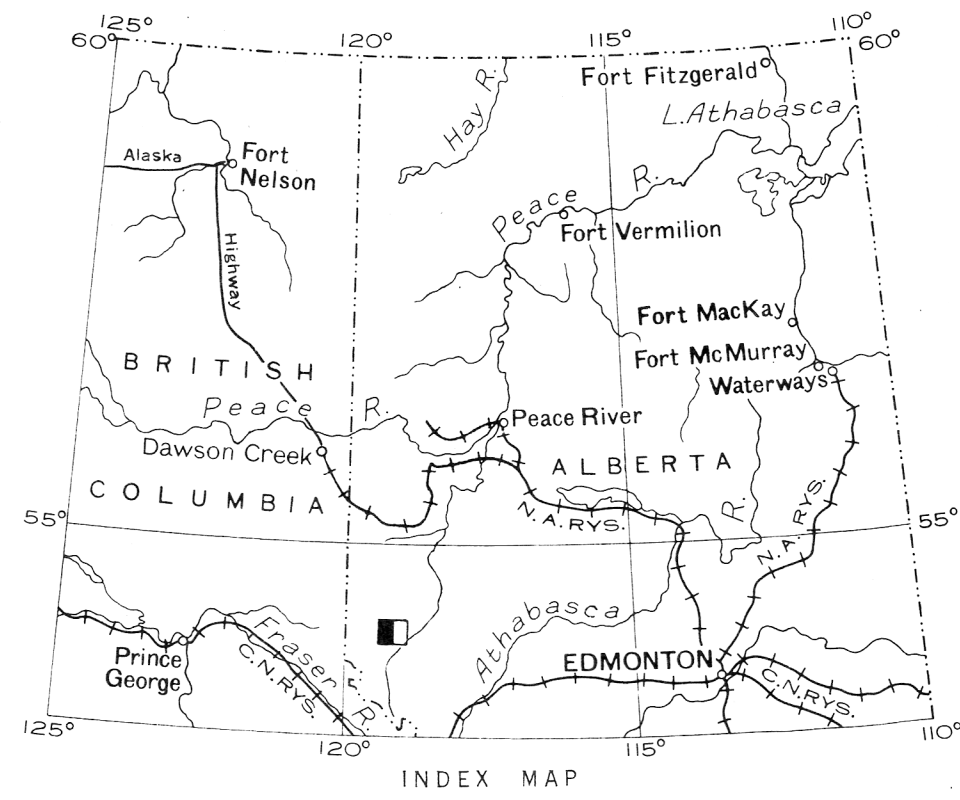 125°
110°
60°
120°
115°
60°
Fort Fitzgerald
Hay R.
L. Athabasca
Alaska
Fort
Nelson
Peace R.
Fort Vermilion
Highway
Fort MacKay
Fort McMurray
Waterways
BRITISH
Peace R.
Peace River
Dawson Creek
ALBERTA
COLUMBIA
N.A. RYS.
R.
N.A. RYS.
55°
55°
Athabasca
Fraser R.
C.N.RYS.
Prince
George
EDMONTON
C.N.RYS.
125°
120°
115°
110°
INDEX MAP